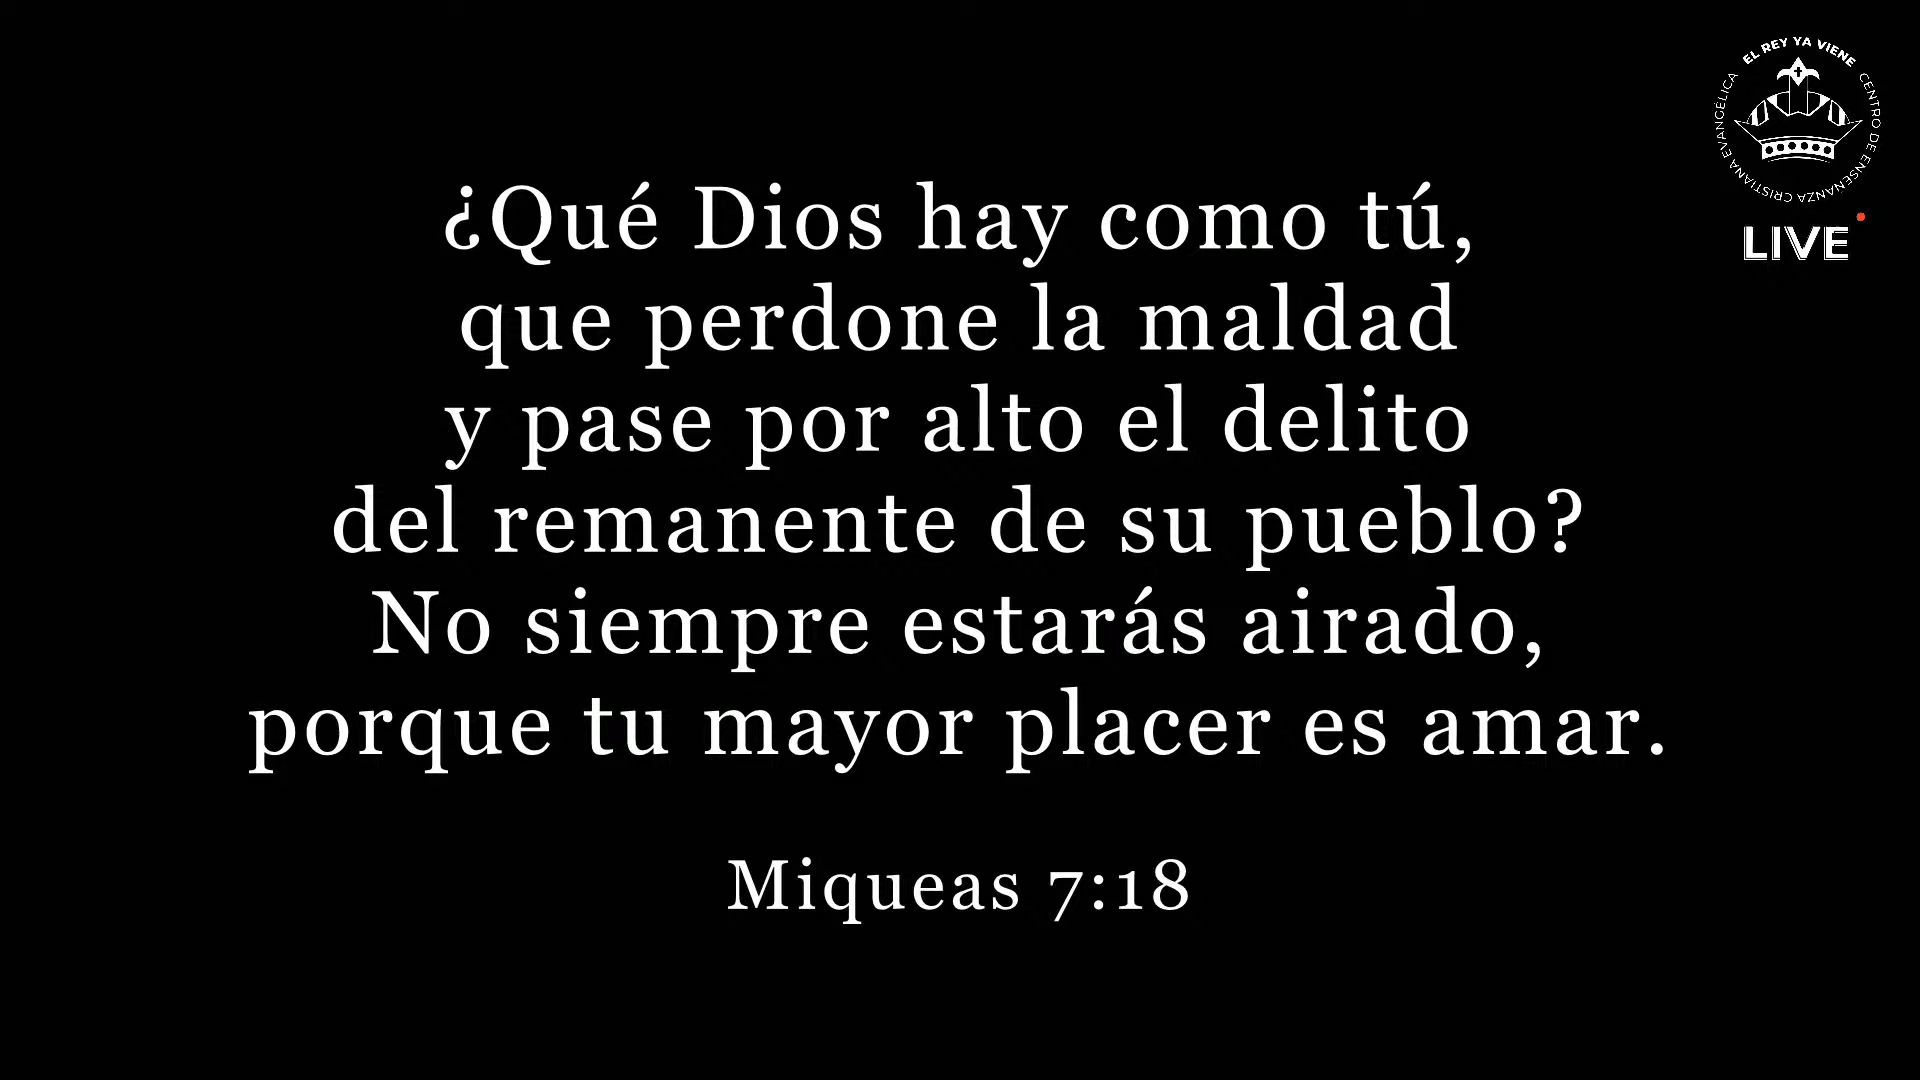 EL REY YA VIENE
CENTRO DE ENSEÑANZA CRISTIANA EVANGÉLICA
LIVE
¿Qué Dios hay como tú,
que perdone la maldad
y pase por alto el delito
del remanente de su pueblo?
No siempre estarás airado,
porque tu mayor placer es amar.
Miqueas 7:18